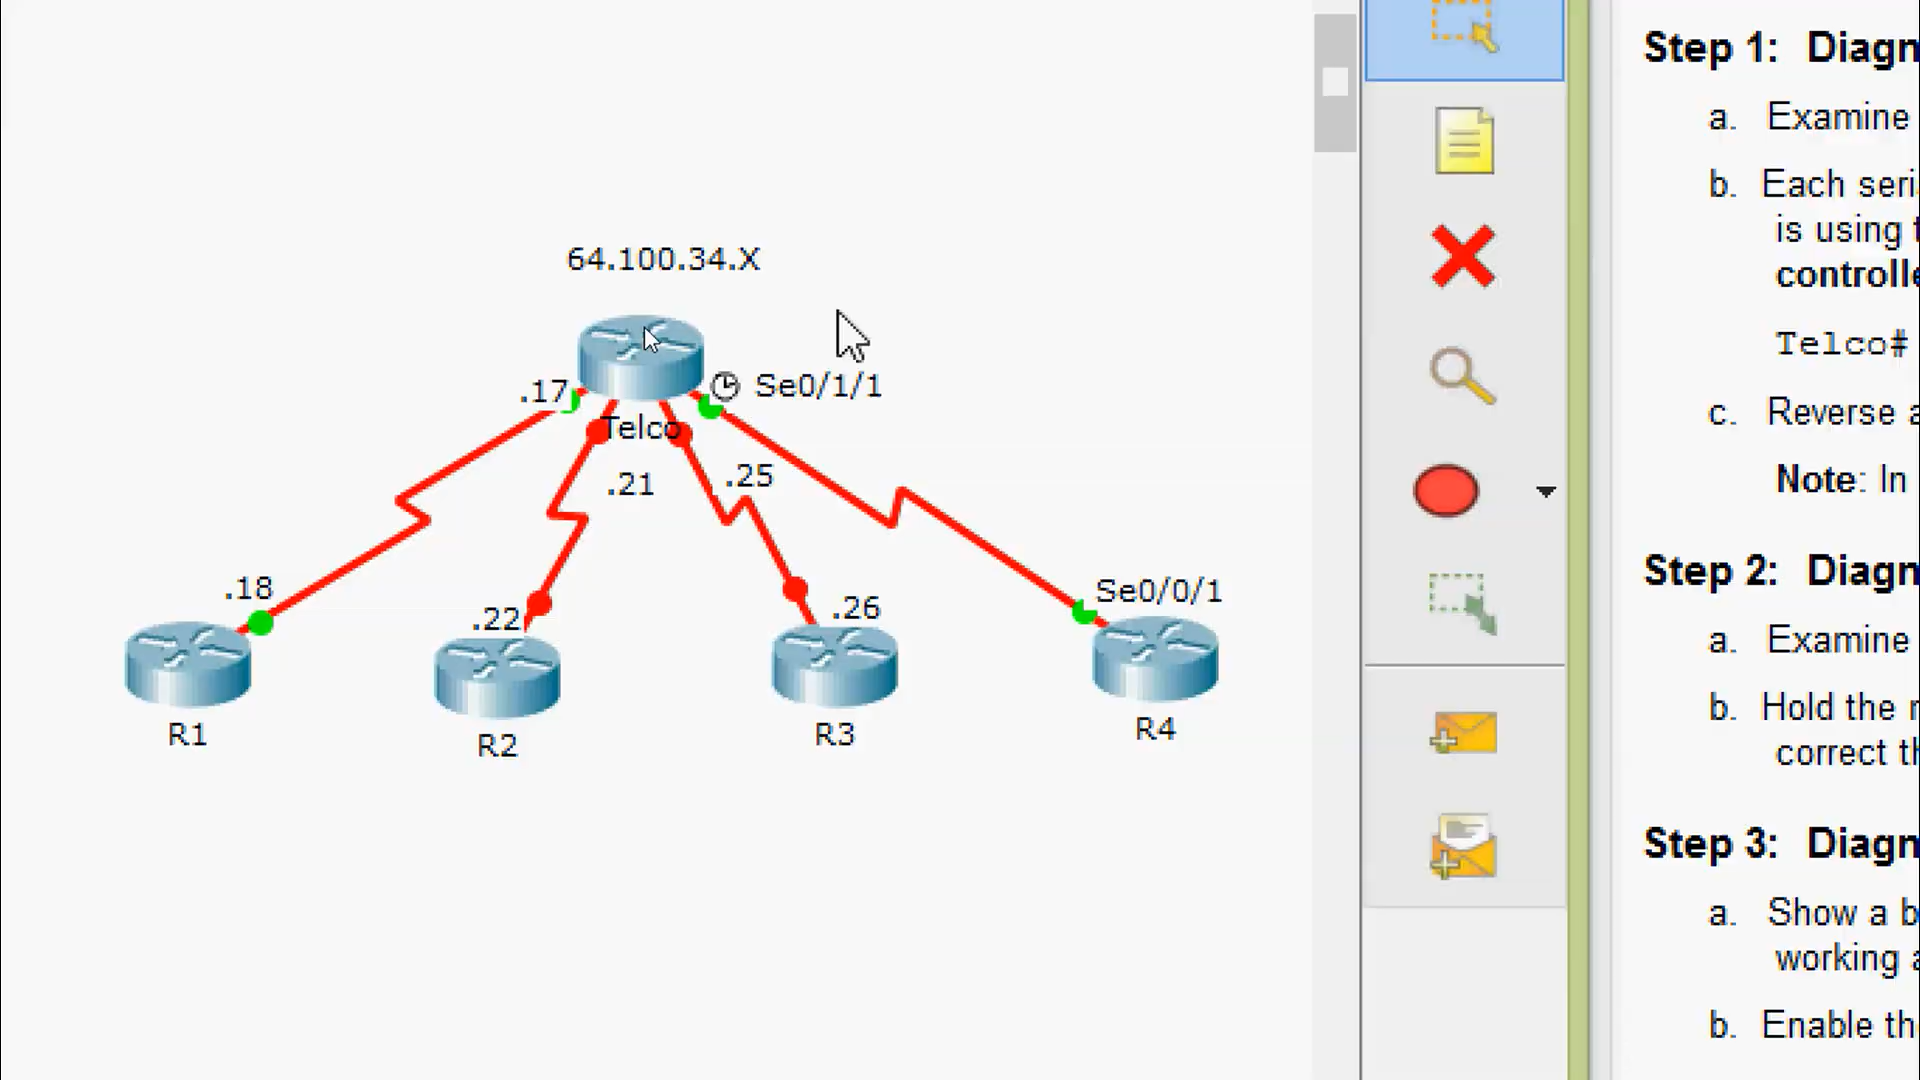 64.100.34.X
.17
Se0/1/1
Telco
.21
.25
.18
.22
.26
Se0/0/1
R1
R2
R3
R4
Step 1: Diagn
a. Examine
b. Each seri
is using t
controlle
Telco#
c. Reverse a
Note: In
Step 2: Diagn
a. Examine
b. Hold the r
correct th
Step 3: Diagn
a. Show a b
working a
b. Enable th